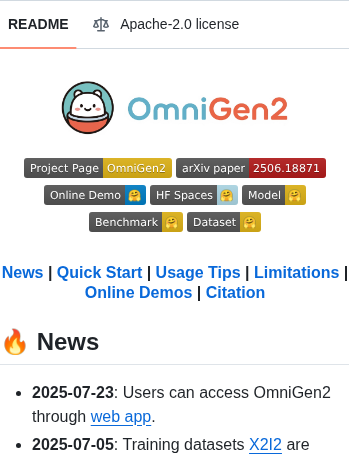 README Apache-2.0 license
OmniGen2
Project Page OmniGen2 arXiv paper 2506.18871
Online Demo HF Spaces Model
Benchmark Dataset
News | Quick Start | Usage Tips | Limitations |
Online Demos | Citation
🔥 News
• 2025-07-23: Users can access OmniGen2
through web app.
• 2025-07-05: Training datasets X2I2 are